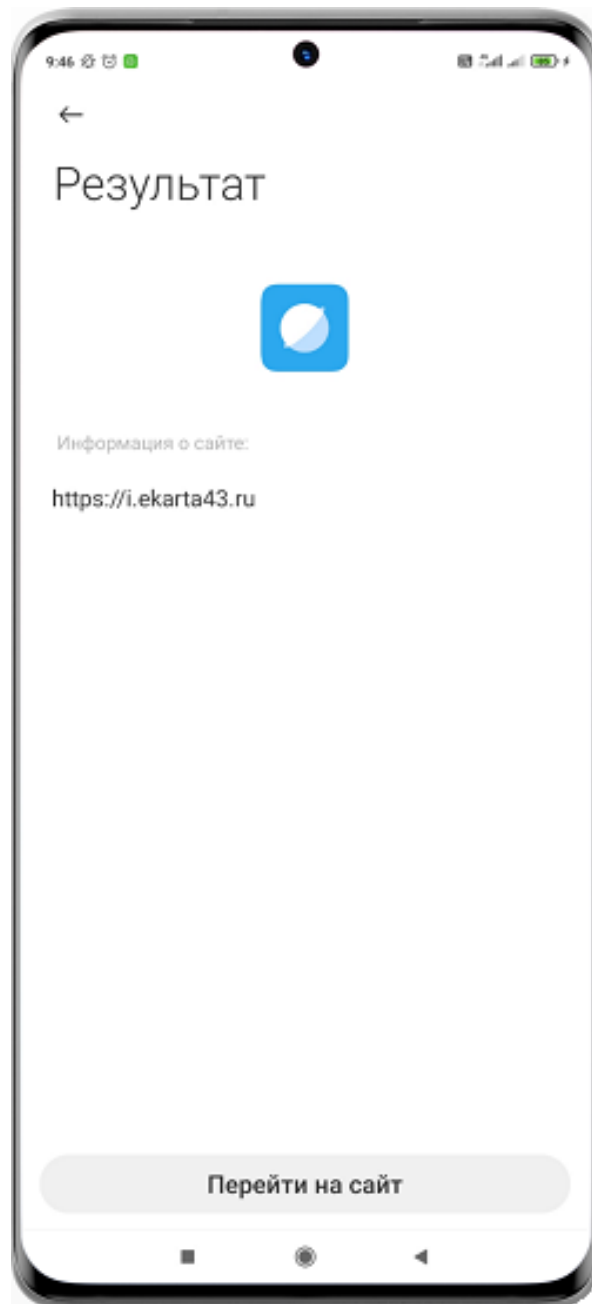 9:46
Результат
Информация о сайте:
https://i.ekarta43.ru
Перейти на сайт